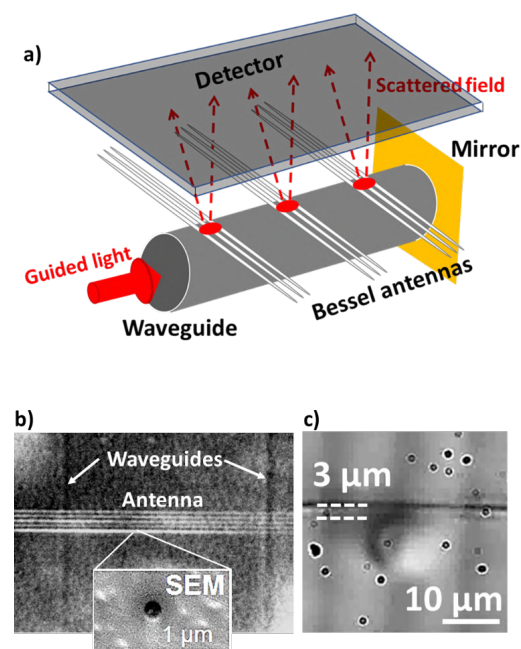 a)
Detector
Scattered field
Mirror
Guided light
Waveguide
Bessel antennas
b)
Waveguides
Antenna
SEM
1 µm
c)
3 µm
10 µm